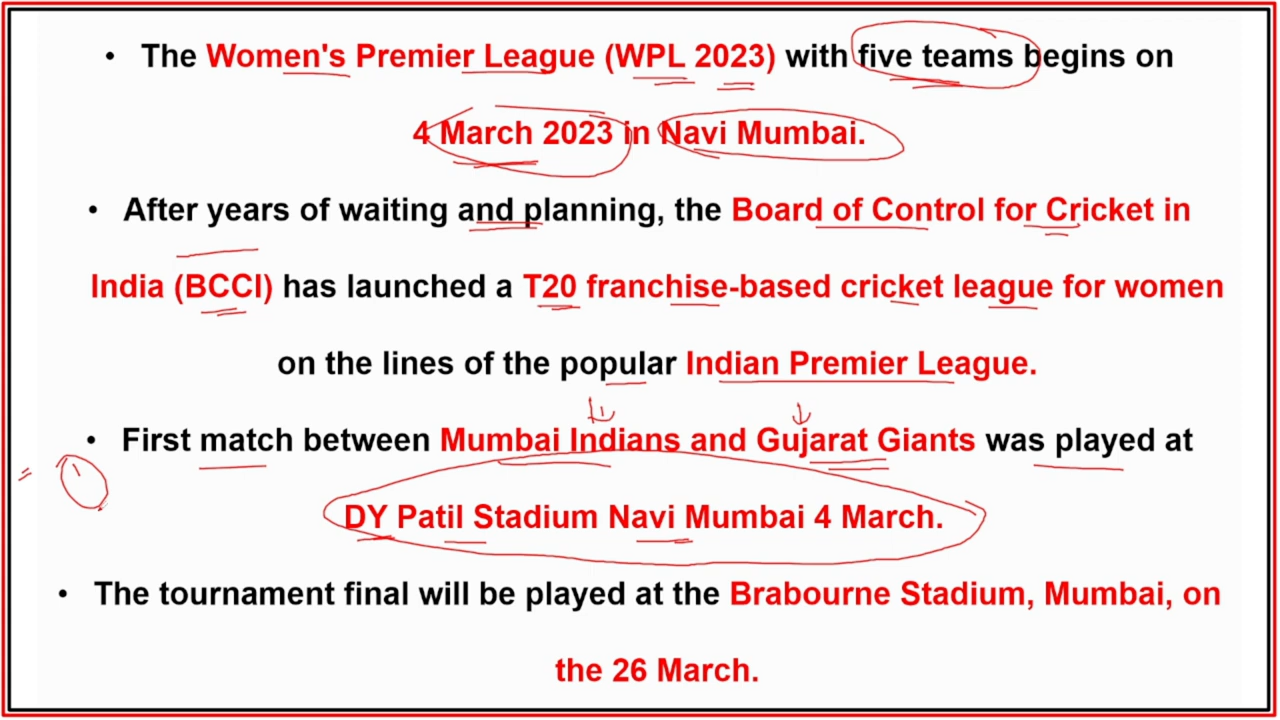 • The Women's Premier League (WPL 2023) with five teams begins on
4 March 2023 in Navi Mumbai.
• After years of waiting and planning, the Board of Control for Cricket in
India (BCCI) has launched a T20 franchise-based cricket league for women
on the lines of the popular Indian Premier League.
• First match between Mumbai Indians and Gujarat Giants was played at
DY Patil Stadium Navi Mumbai 4 March.
• The tournament final will be played at the Brabourne Stadium, Mumbai, on
the 26 March.